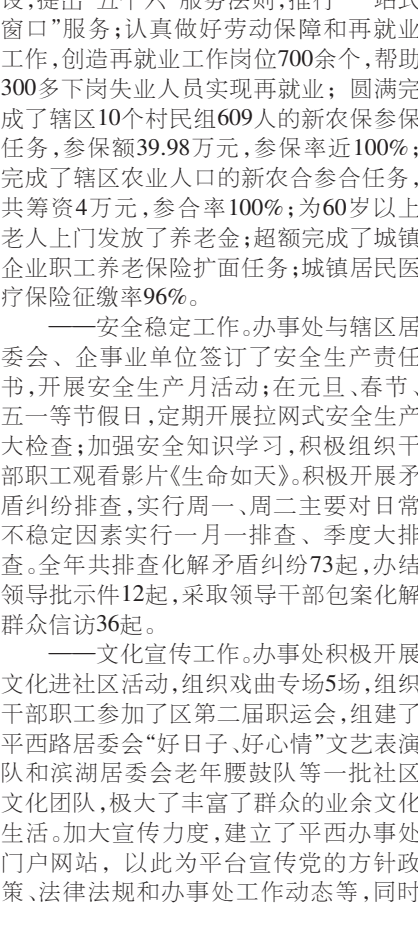 设,提出“五个六”服务法则;推行“一站式
窗口”服务;认真做好劳动保障和再就业
工作,创造再就业工作岗位700余个,帮助
300多下岗失业人员实现再就业；圆满完
成了辖区10个村民组609人的新农保参保
任务,参保额39.98万元,参保率近100%;
完成了辖区农业人口的新农合参合任务,
共筹资4万元,参合率100%;为60岁以上
老人上门发放了养老金;超额完成了城镇
企业职工养老保险扩面任务;城镇居民医
疗保险征缴率96%。
——安全稳定工作。办事处与辖区居
委会、企事业单位签订了安全生产责任
书,开展安全生产月活动;在元旦、春节、
五一等节假日,定期开展拉网式安全生产
大检查;加强安全知识学习,积极组织干
部职工观看影片《生命如天》。积极开展矛
盾纠纷排查,实行周一、周二主要对日常
不稳定因素实行一月一排查、季度大排
查。全年共排查化解矛盾纠纷73起,办结
领导批示件12起,采取领导干部包案化解
群众信访36起。
——文化宣传工作。办事处积极开展
文化进社区活动,组织戏曲专场5场,组织
干部职工参加了区第二届职运会,组建了
平西路居委会“好日子、好心情”文艺表演
队和滨湖居委会老年腰鼓队等一批社区
文化团队,极大了丰富了群众的业余文化
生活。加大宣传力度,建立了平西办事处
门户网站，以此为平台宣传党的方针政
策、法律法规和办事处工作动态等,同时